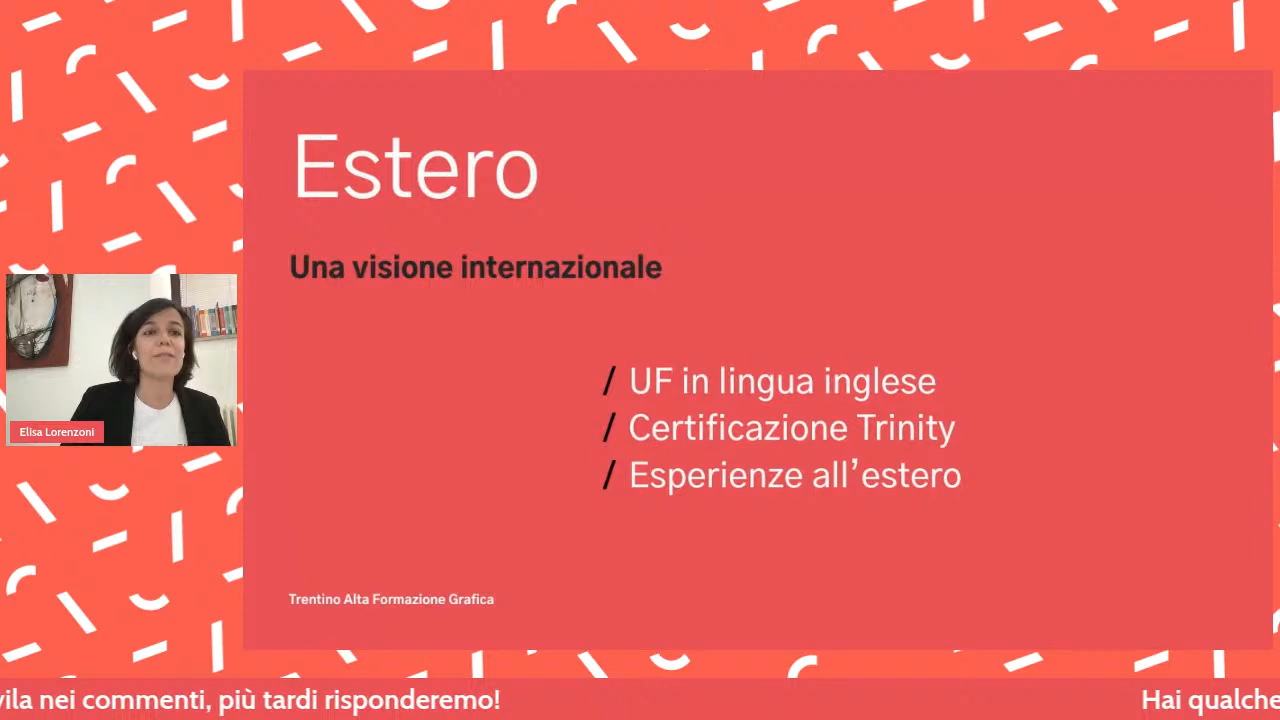 Estero
Una visione internazionale
/ UF in lingua inglese
/ Certificazione Trinity
/ Esperienze all’estero
Elisa Lorenzoni
Trentino Alta Formazione Grafica
nei commenti, più tardi risponderemo!
Hai qualche